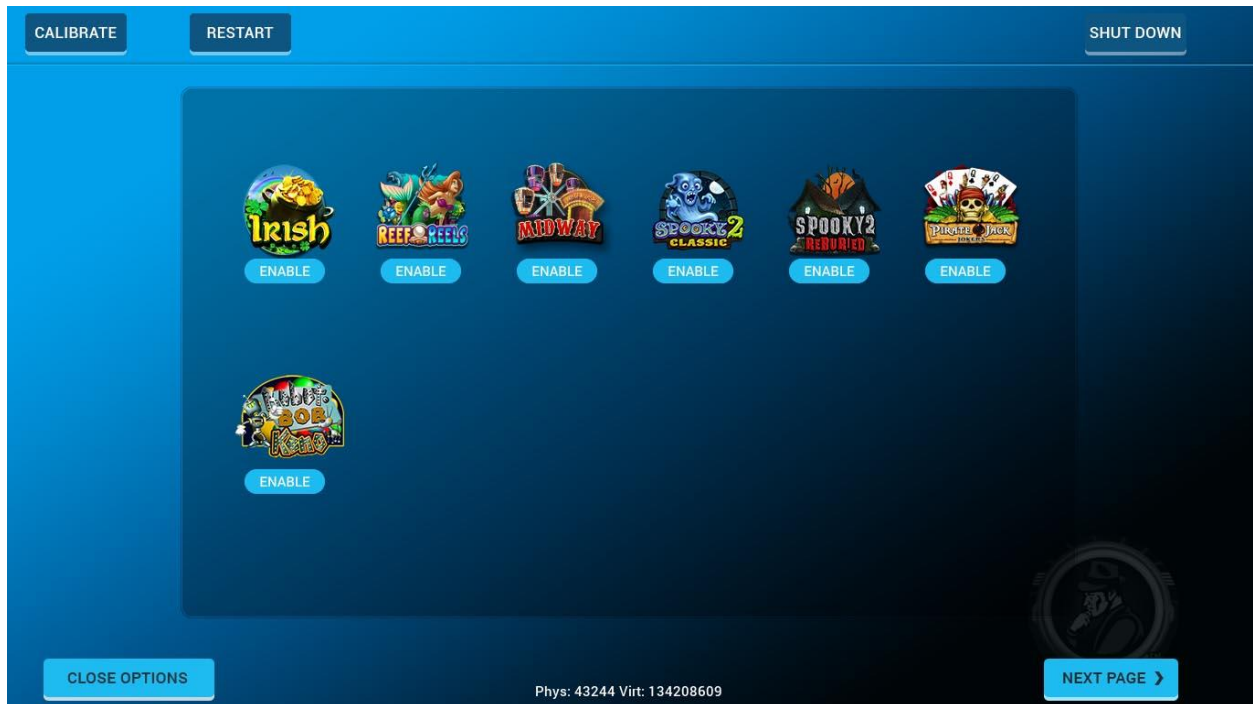 CALIBRATE
RESTART
SHUT DOWN
IRISH
REEF REELS
MIDWAY
SPOOKY 2
CLASSIC
SPOOKY2
REBURIED
PIRATE JACK
JOKERS
ENABLE
ENABLE
ENABLE
ENABLE
ENABLE
ENABLE
BOB
Keno
ENABLE
CLOSE OPTIONS
Phys: 43244 Virt: 134208609
NEXT PAGE ❯